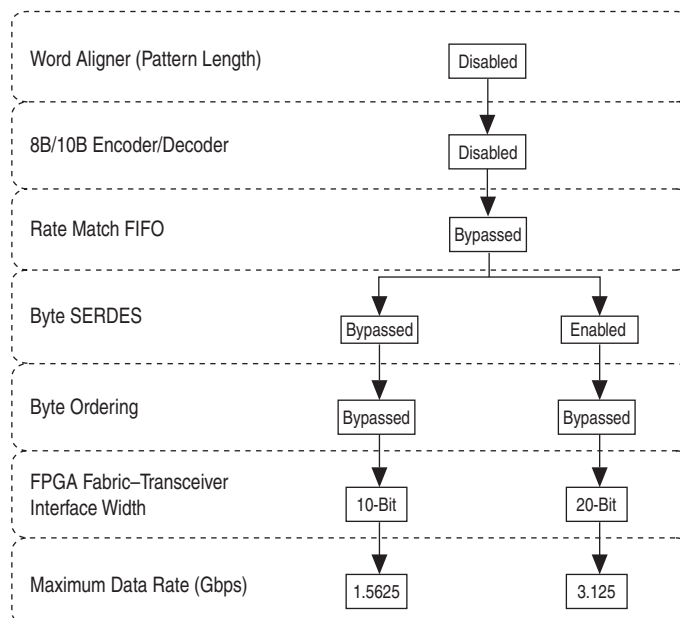 Word Aligner (Pattern Length)
Disabled
8B/10B Encoder/Decoder
Disabled
Rate Match FIFO
Bypassed
Byte SERDES
Bypassed
Enabled
Byte Ordering
Bypassed
Bypassed
FPGA Fabric–Transceiver
Interface Width
10-Bit
20-Bit
Maximum Data Rate (Gbps)
1.5625
3.125